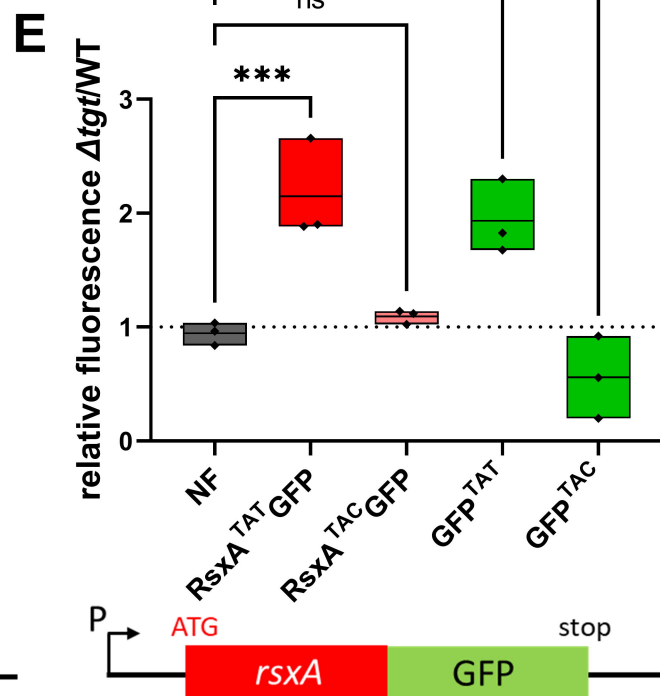 ns
E
***
relative fluorescence Δtgt/WT
3
2
1
0
NF
RsxA^TAT GFP
RsxA^TAC GFP
GFP^TAT
GFP^TAC
P
ATG
stop
rsxA
GFP